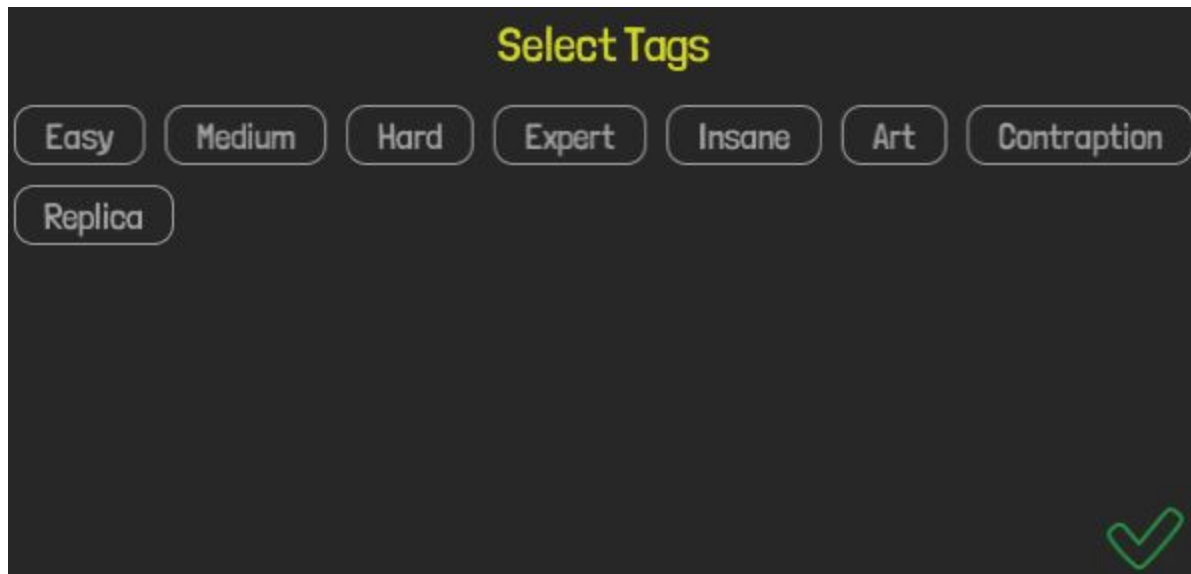 Select Tags
Easy Medium Hard Expert Insane Art Contraption
Replica